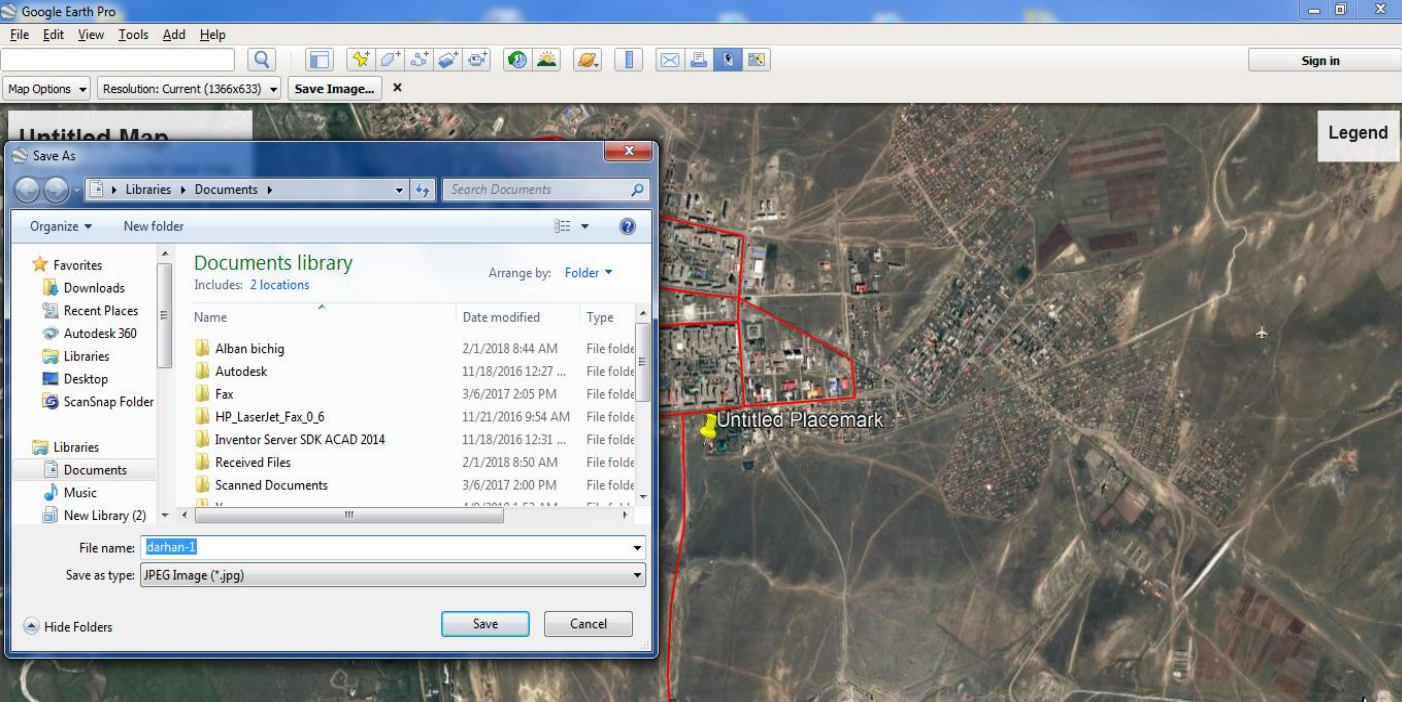 Google Earth Pro
File Edit View Tools Add Help
Sign in
Map Options Resolution: Current (1366x633) Save Image...
Untitled Map
Legend
Save As
Libraries Documents
Search Documents
Organize New folder
Favorites
Downloads
Recent Places
Autodesk 360
Libraries
Desktop
ScanSnap Folder
Libraries
Documents
Music
New Library (2)
Documents library
Includes: 2 locations
Arrange by: Folder
Name Date modified Type
Alban bichig 2/1/2018 8:44 AM File folde
Autodesk 11/18/2016 12:27 ... File folde
Fax 3/6/2017 2:05 PM File folde
HP_LaserJet_Fax_0_6 11/21/2016 9:54 AM File folde
Inventor Server SDK ACAD 2014 11/18/2016 12:31 ... File folde
Received Files 2/1/2018 8:50 AM File folde
Scanned Documents 3/6/2017 2:00 PM File folde
File name: darhan-1
Save as type: JPEG Image (*.jpg)
Hide Folders
Save Cancel
Untitled Placemark